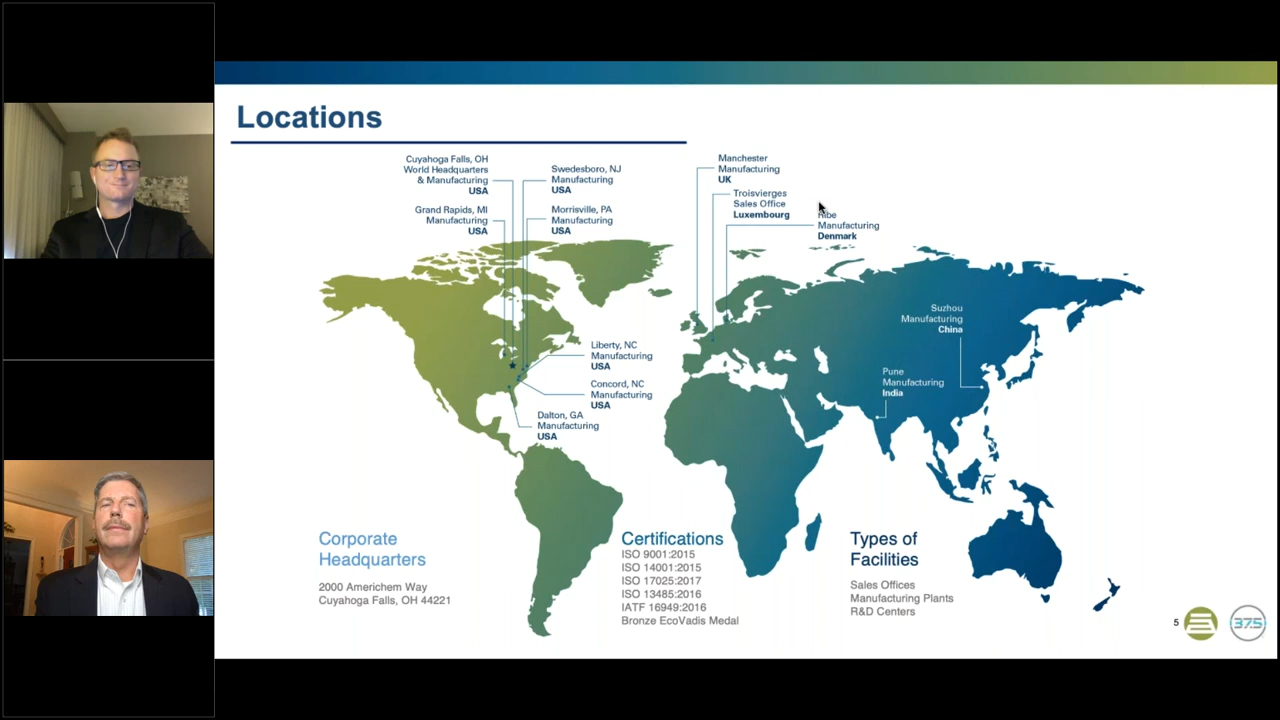 Locations
Cuyahoga Falls, OH
World Headquarters
& Manufacturing
USA
Grand Rapids, MI
Manufacturing
USA
Swedesboro, NJ
Manufacturing
USA
Morrisville, PA
Manufacturing
USA
Manchester
Manufacturing
UK
Troisvierges
Sales Office
Luxembourg
Ribe
Manufacturing
Denmark
Suzhou
Manufacturing
China
Pune
Manufacturing
India
Liberty, NC
Manufacturing
USA
Concord, NC
Manufacturing
USA
Dalton, GA
Manufacturing
USA
Corporate
Headquarters
2000 Americhem Way
Cuyahoga Falls, OH 44221
Certifications
ISO 9001:2015
ISO 14001:2015
ISO 17025:2017
ISO 13485:2016
IATF 16949:2016
Bronze EcoVadis Medal
Types of
Facilities
Sales Offices
Manufacturing Plants
R&D Centers
5
37.5